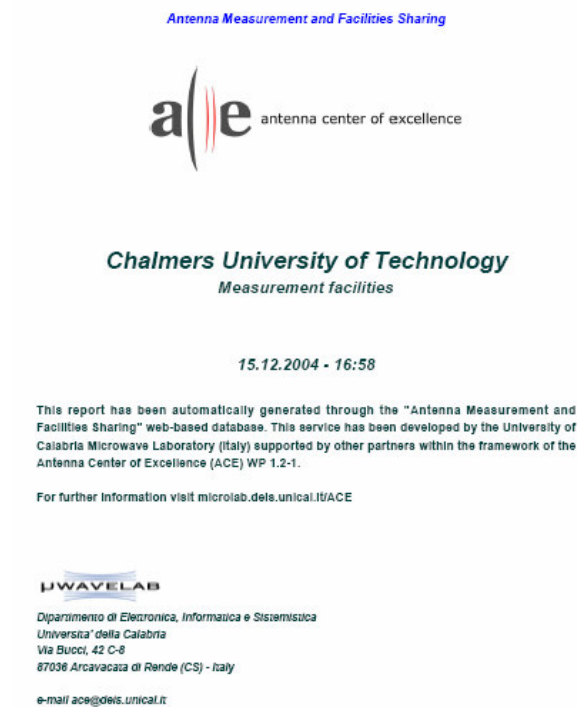 Antenna Measurement and Facilities Sharing
ace antenna center of excellence
Chalmers University of Technology
Measurement facilities
15.12.2004 - 16:58
This report has been automatically generated through the "Antenna Measurement and
Facilities Sharing" web-based database. This service has been developed by the University of
Calabria Microwave Laboratory (Italy) supported by other partners within the framework of the
Antenna Center of Excellence (ACE) WP 1.2-1.
For further Information visit microlab.deis.unical.it/ACE
µWAVELAB
Dipartimento di Elettronica, Informatica e Sistemistica
Universita' della Calabria
Via Bucci, 42 C-8
87036 Arcavacata di Rende (CS) - Italy
e-mail ace@deis.unical.it